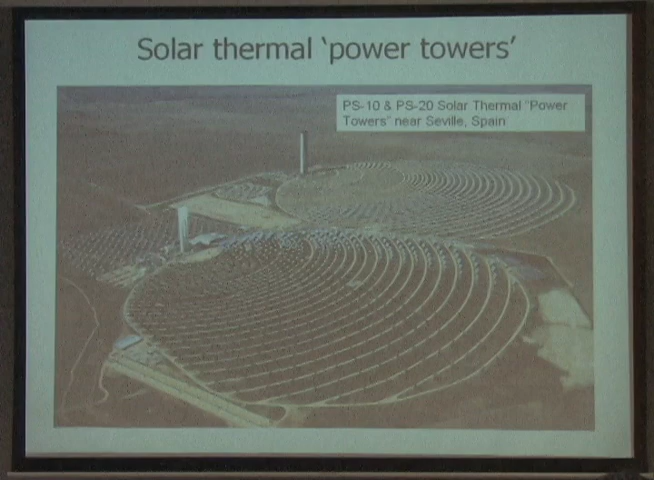 Solar thermal ‘power towers’
PS-10 & PS-20 Solar Thermal "Power
Towers" near Seville, Spain